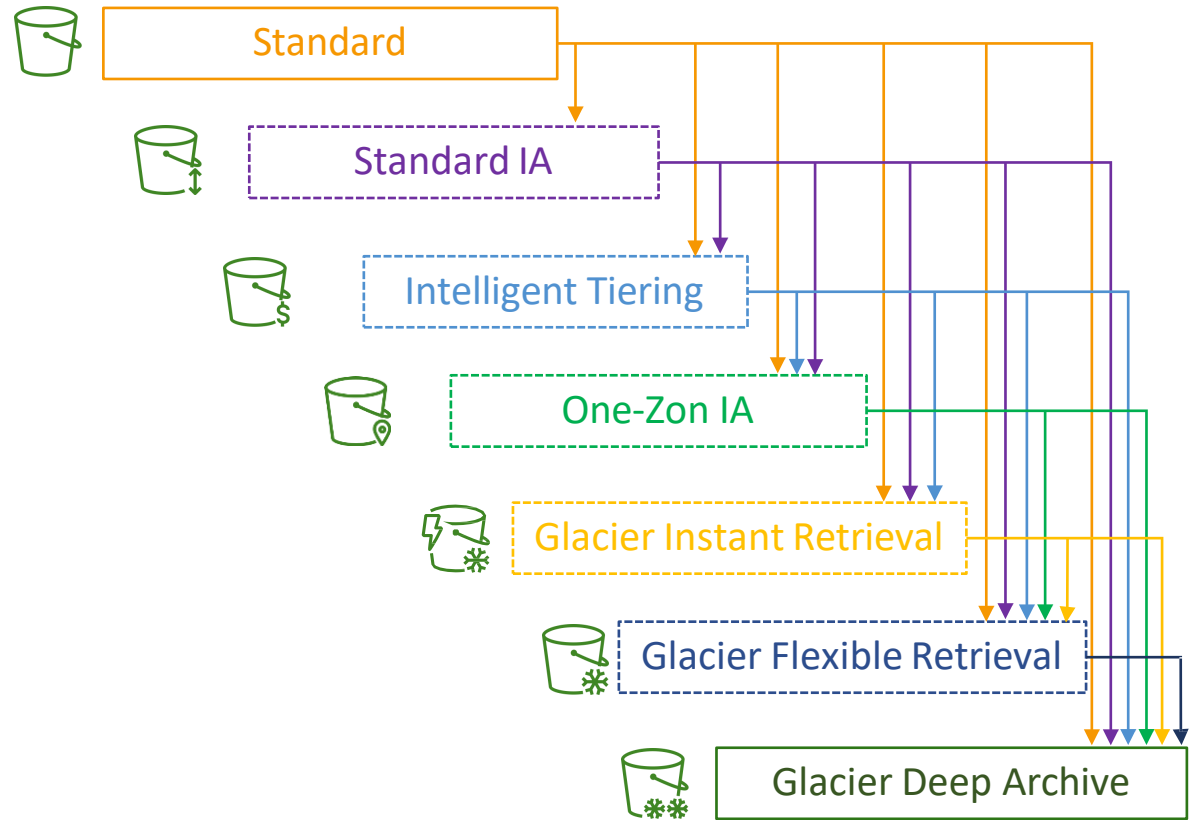 Standard
Standard IA
Intelligent Tiering
$
One-Zon IA
Glacier Instant Retrieval
Glacier Flexible Retrieval
Glacier Deep Archive